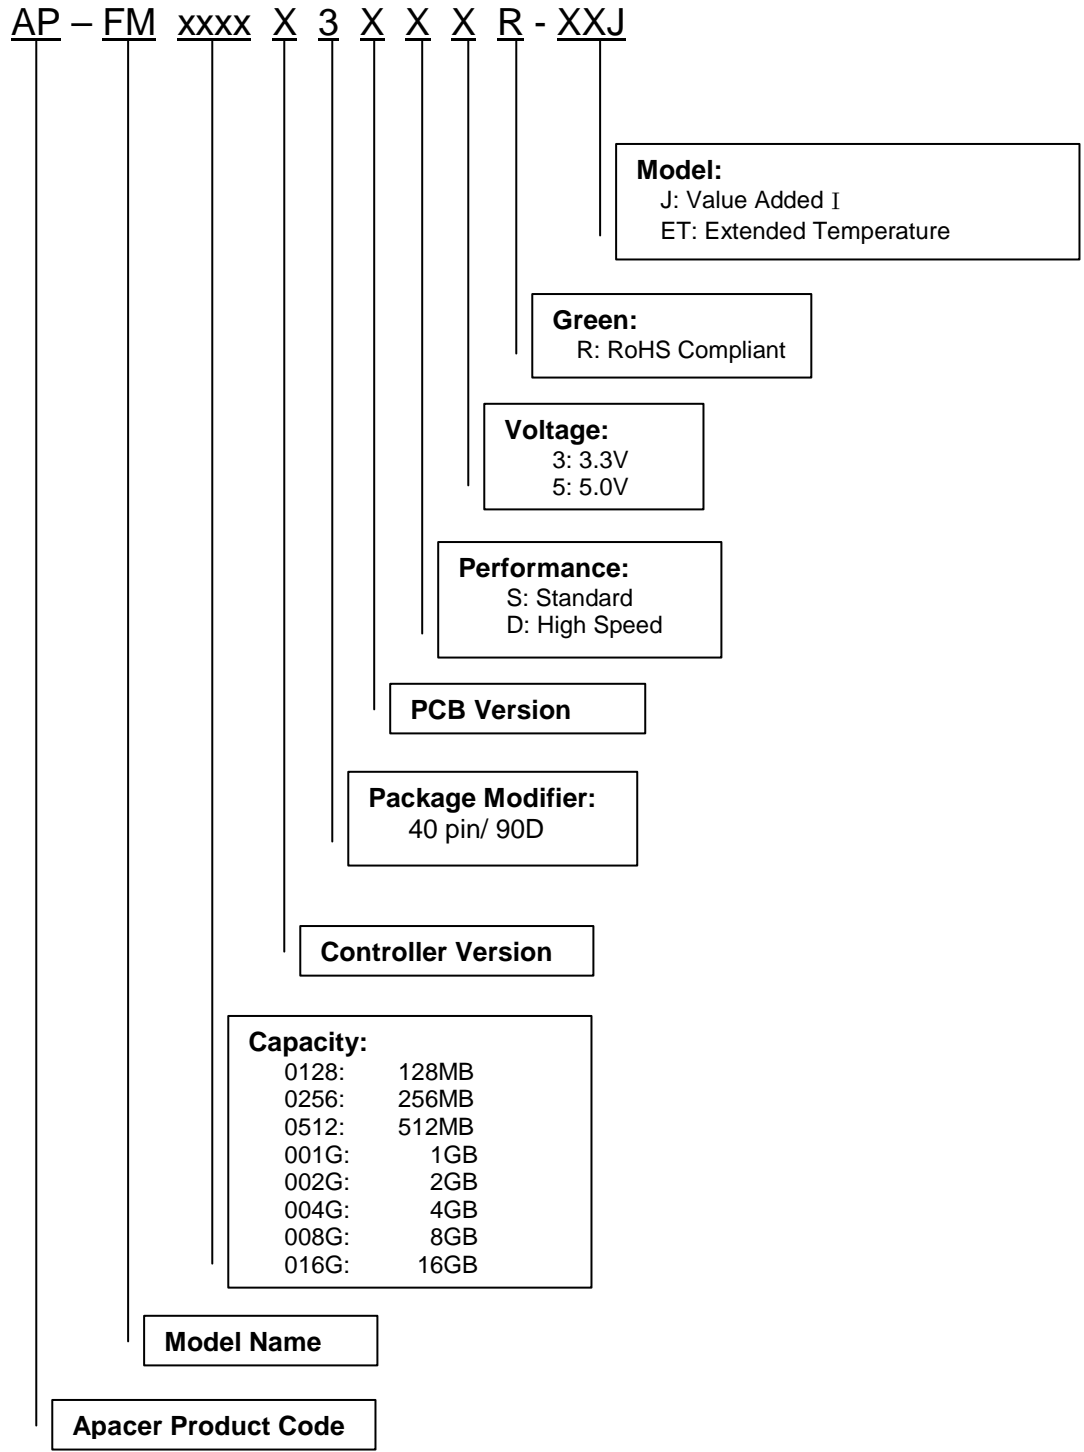 AP – FM xxxx X 3 X X X R - XXJ
Model:
J: Value Added I
ET: Extended Temperature
Green:
R: RoHS Compliant
Voltage:
3: 3.3V
5: 5.0V
Performance:
S: Standard
D: High Speed
PCB Version
Package Modifier:
40 pin/ 90D
Controller Version
Capacity:
0128: 128MB
0256: 256MB
0512: 512MB
001G: 1GB
002G: 2GB
004G: 4GB
008G: 8GB
016G: 16GB
Model Name
Apacer Product Code